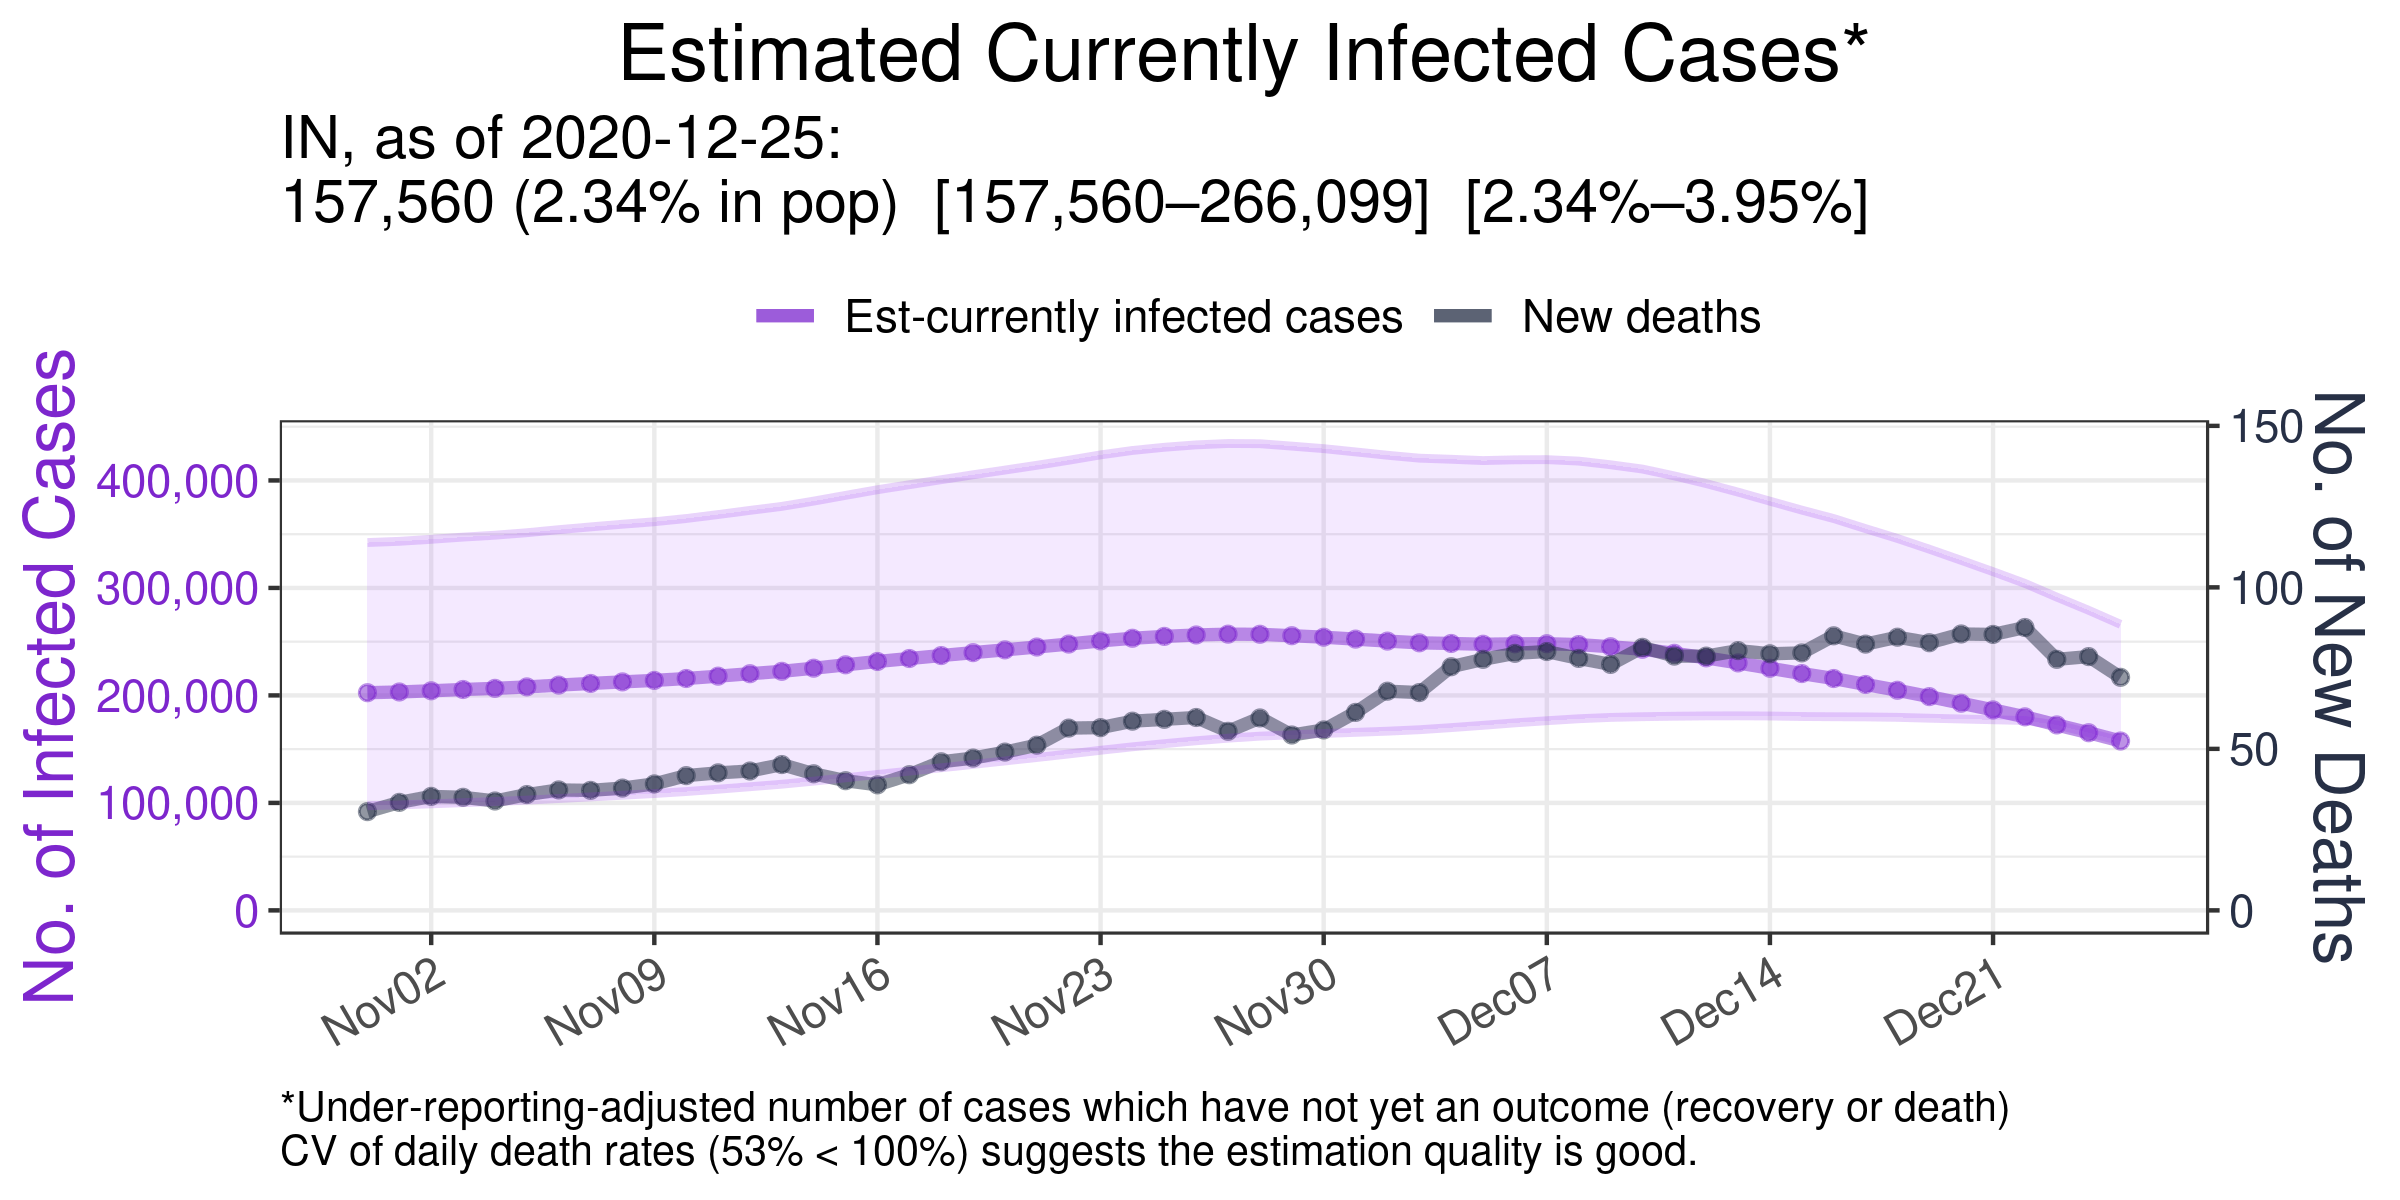 Estimated Currently Infected Cases*
IN, as of 2020-12-25:
157,560 (2.34% in pop) [157,560–266,099] [2.34%–3.95%]
Est-currently infected cases
New deaths
No. of Infected Cases
400,000
300,000
200,000
100,000
0
150
100
50
0
No. of New Deaths
Nov02
Nov09
Nov16
Nov23
Nov30
Dec07
Dec14
Dec21
*Under-reporting-adjusted number of cases which have not yet an outcome (recovery or death)
CV of daily death rates (53% < 100%) suggests the estimation quality is good.